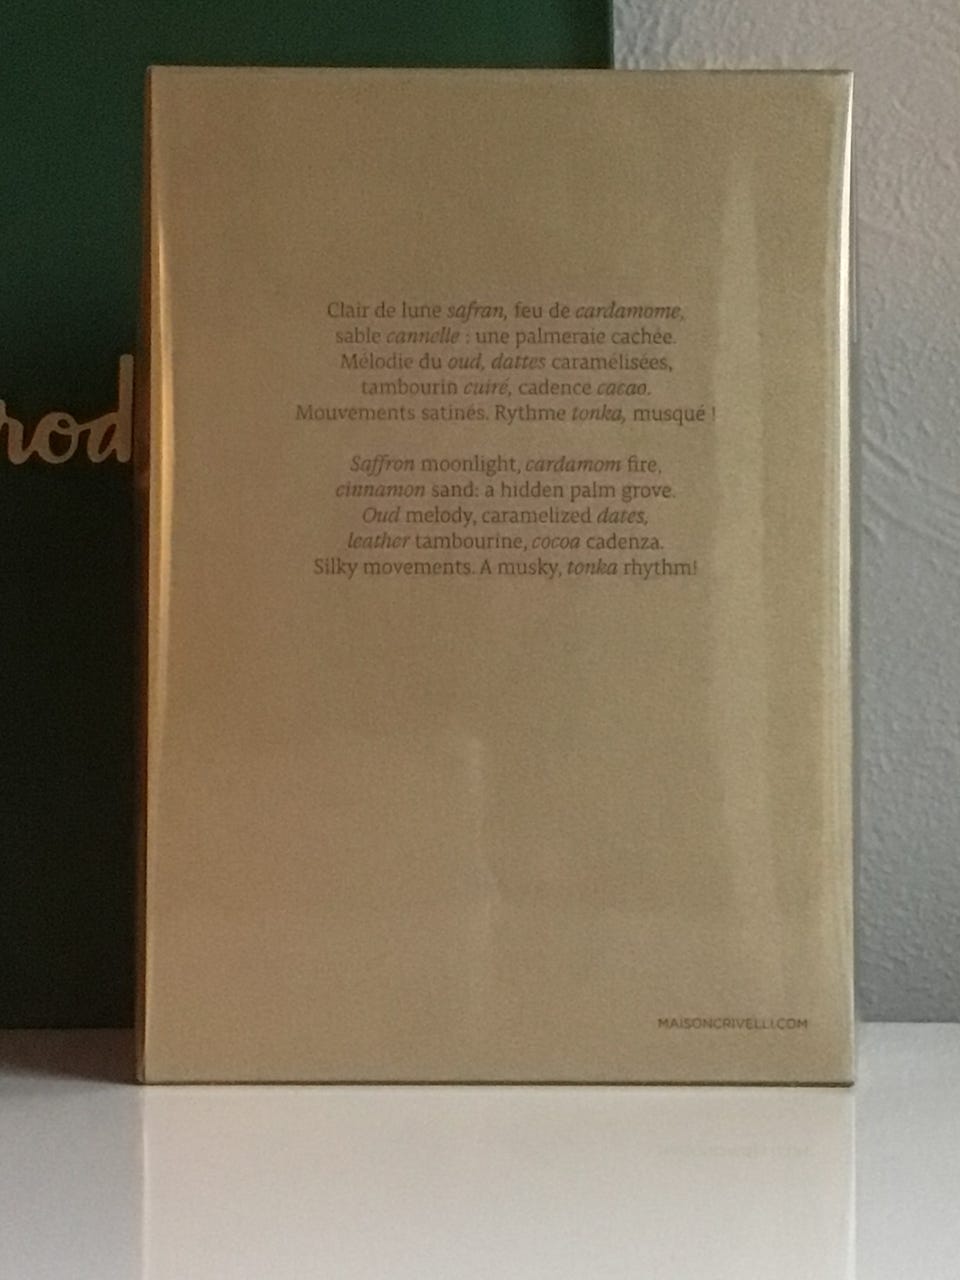 Clair de lune safran, feu de cardamome,
sable cannelle : une palmeraie cachée.
Mélodie du oud, dattes caramélisées,
tambourin cuiré, cadence cacao.
Mouvements satinés. Rythme tonka, musqué !
Saffron moonlight, cardamom fire,
cinnamon sand: a hidden palm grove.
Oud melody, caramelized dates,
leather tambourine, cocoa cadenza.
Silky movements. A musky, tonka rhythm!
rod
MAISONCRIVELLI.COM